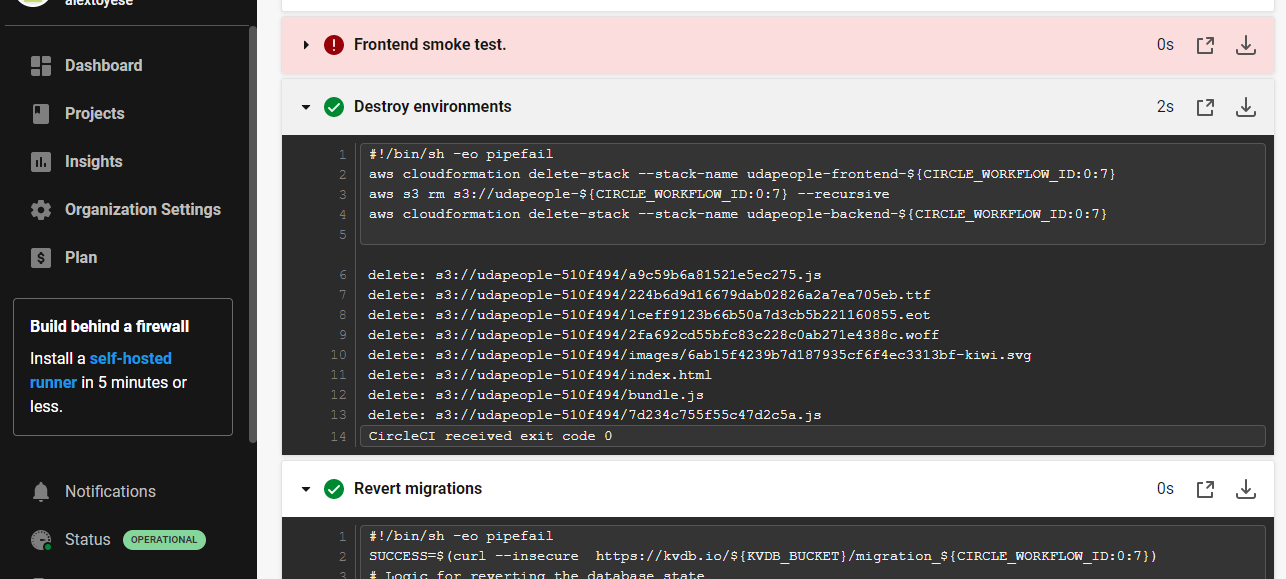 alextoyese
Dashboard
Projects
Insights
Organization Settings
Plan
Build behind a firewall
Install a self-hosted
runner in 5 minutes or
less.
Notifications
Status OPERATIONAL
Frontend smoke test. 0s
Destroy environments 2s
1 #!/bin/sh -eo pipefail
2 aws cloudformation delete-stack --stack-name udapeople-frontend-${CIRCLE_WORKFLOW_ID:0:7}
3 aws s3 rm s3://udapeople-${CIRCLE_WORKFLOW_ID:0:7} --recursive
4 aws cloudformation delete-stack --stack-name udapeople-backend-${CIRCLE_WORKFLOW_ID:0:7}
5
6 delete: s3://udapeople-510f494/a9c59b6a81521e5ec275.js
7 delete: s3://udapeople-510f494/224b6d9d16679dab02826a2a7ea705eb.ttf
8 delete: s3://udapeople-510f494/1ceff9123b66b50a7d3cb5b221160855.eot
9 delete: s3://udapeople-510f494/2fa692cd55bfc83c228c0ab271e4388c.woff
10 delete: s3://udapeople-510f494/images/6ab15f4239b7d187935cf6f4ec3313bf-kiwi.svg
11 delete: s3://udapeople-510f494/index.html
12 delete: s3://udapeople-510f494/bundle.js
13 delete: s3://udapeople-510f494/7d234c755f55c47d2c5a.js
14 CircleCI received exit code 0
Revert migrations 0s
1 #!/bin/sh -eo pipefail
2 SUCCESS=$(curl --insecure  https://kvdb.io/${KVDB_BUCKET}/migration_${CIRCLE_WORKFLOW_ID:0:7})
3 # Logic for reverting the database state